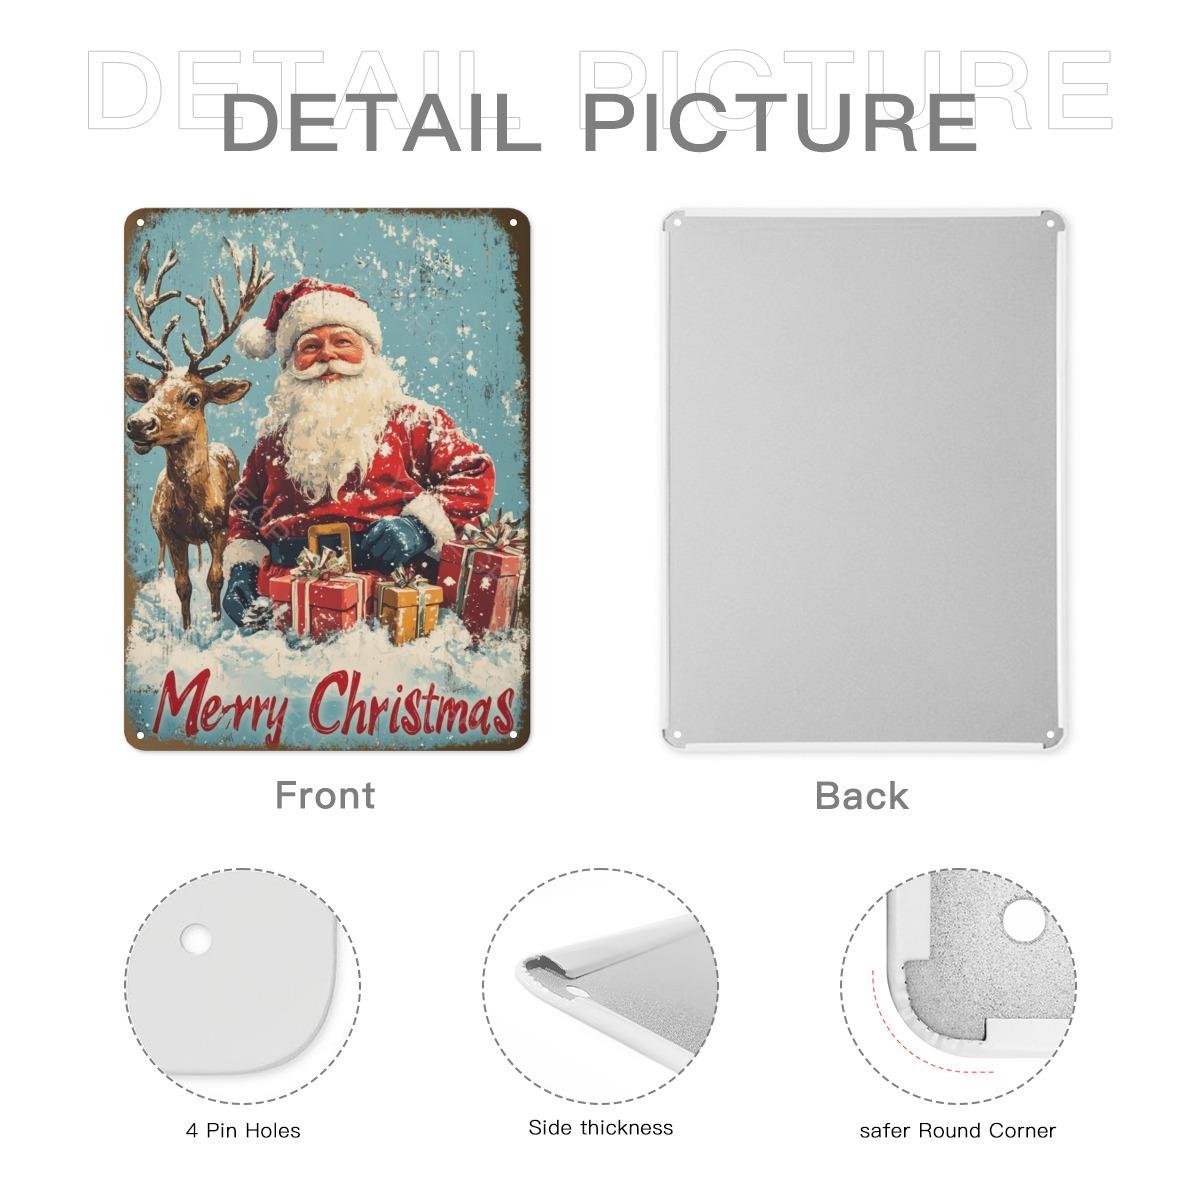 DETAIL PICTURE
DETAIL PICTURE
Merry Christmas
Front
Back
4 Pin Holes
Side thickness
safer Round Corner